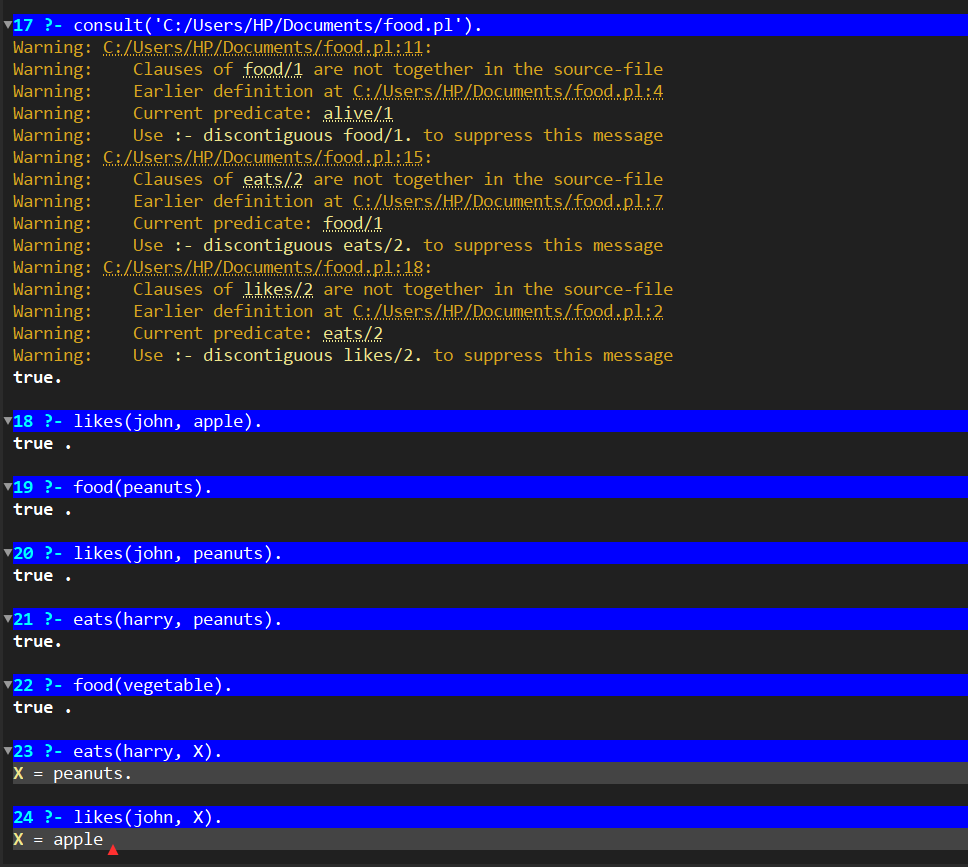 17 ?- consult('C:/Users/HP/Documents/food.pl').
Warning: C:/Users/HP/Documents/food.pl:11:
Warning:    Clauses of food/1 are not together in the source-file
Warning:    Earlier definition at C:/Users/HP/Documents/food.pl:4
Warning:    Current predicate: alive/1
Warning:    Use :- discontiguous food/1. to suppress this message
Warning: C:/Users/HP/Documents/food.pl:15:
Warning:    Clauses of eats/2 are not together in the source-file
Warning:    Earlier definition at C:/Users/HP/Documents/food.pl:7
Warning:    Current predicate: food/1
Warning:    Use :- discontiguous eats/2. to suppress this message
Warning: C:/Users/HP/Documents/food.pl:18:
Warning:    Clauses of likes/2 are not together in the source-file
Warning:    Earlier definition at C:/Users/HP/Documents/food.pl:2
Warning:    Current predicate: eats/2
Warning:    Use :- discontiguous likes/2. to suppress this message
true.
18 ?- likes(john, apple).
true .
19 ?- food(peanuts).
true .
20 ?- likes(john, peanuts).
true .
21 ?- eats(harry, peanuts).
true.
22 ?- food(vegetable).
true .
23 ?- eats(harry, X).
X = peanuts.
24 ?- likes(john, X).
X = apple